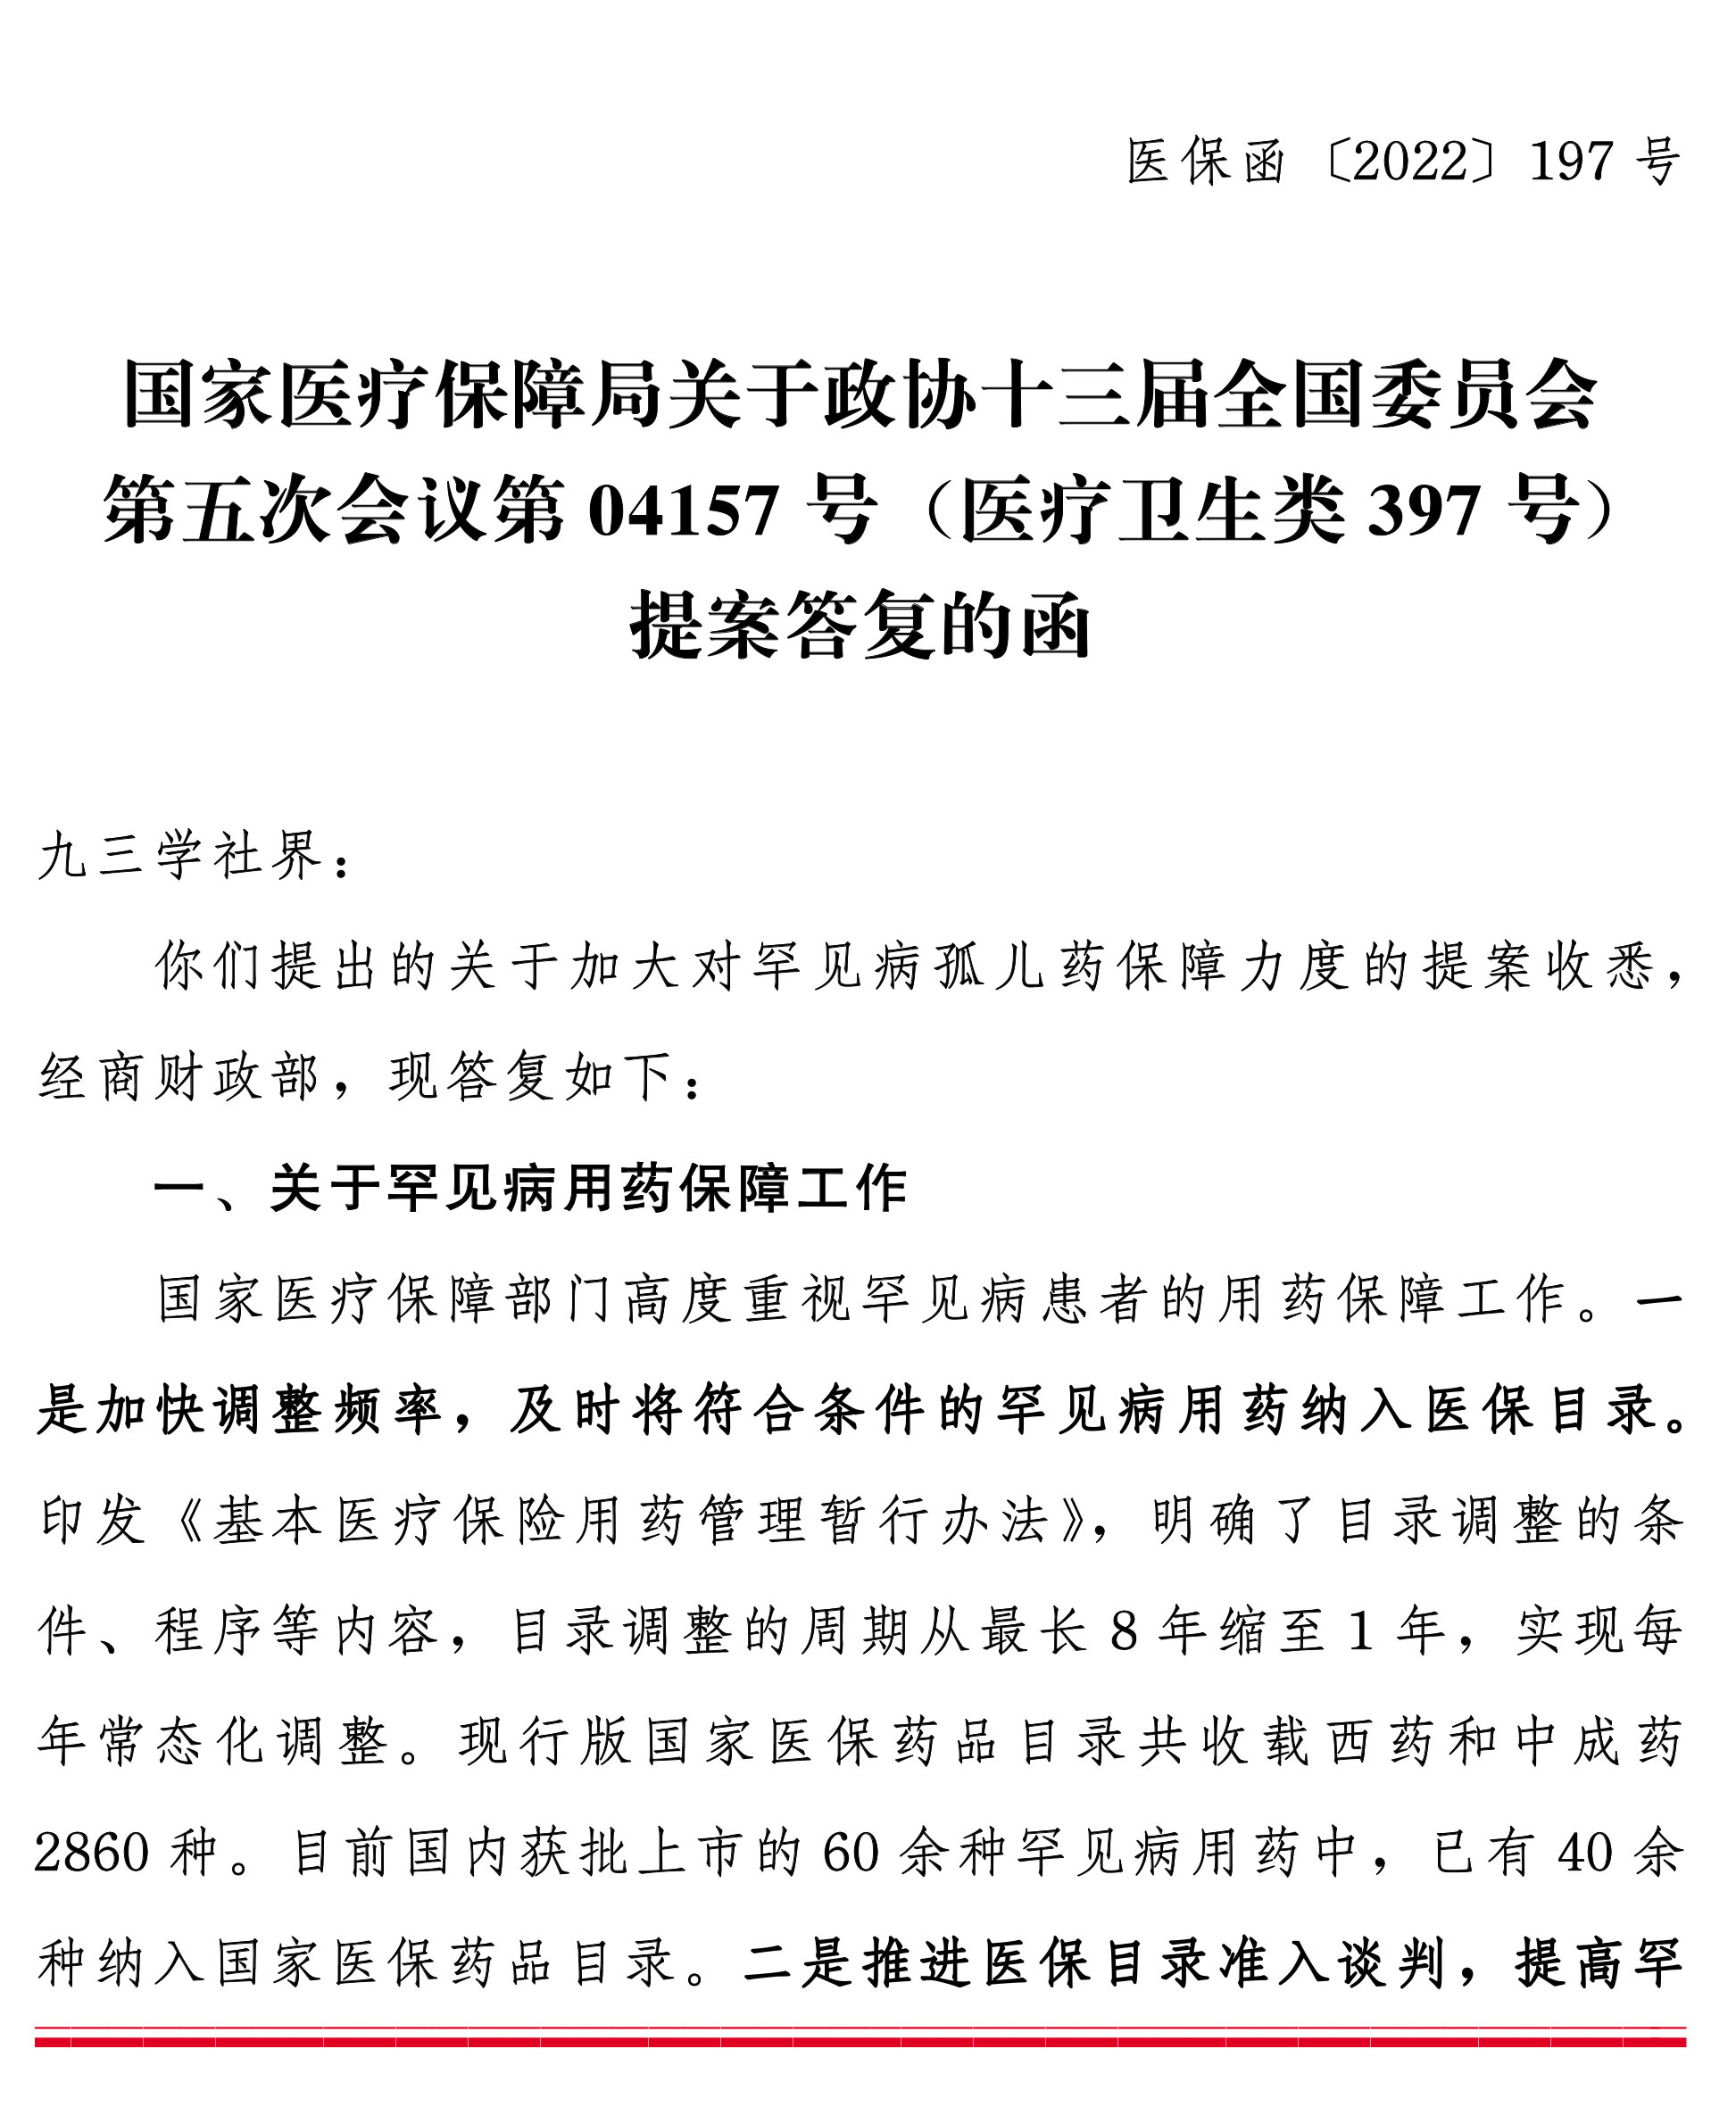 医保函〔2022〕197 号
国家医疗保障局关于政协十三届全国委员会
第五次会议第 04157 号（医疗卫生类 397 号）
提案答复的函
九三学社界：
你们提出的关于加大对罕见病孤儿药保障力度的提案收悉，
经商财政部，现答复如下：
一、关于罕见病用药保障工作
国家医疗保障部门高度重视罕见病患者的用药保障工作。一
是加快调整频率，及时将符合条件的罕见病用药纳入医保目录。
印发《基本医疗保险用药管理暂行办法》，明确了目录调整的条
件、程序等内容，目录调整的周期从最长 8 年缩至 1 年，实现每
年常态化调整。现行版国家医保药品目录共收载西药和中成药
2860 种。目前国内获批上市的 60 余种罕见病用药中，已有 40 余
种纳入国家医保药品目录。二是推进医保目录准入谈判，提高罕